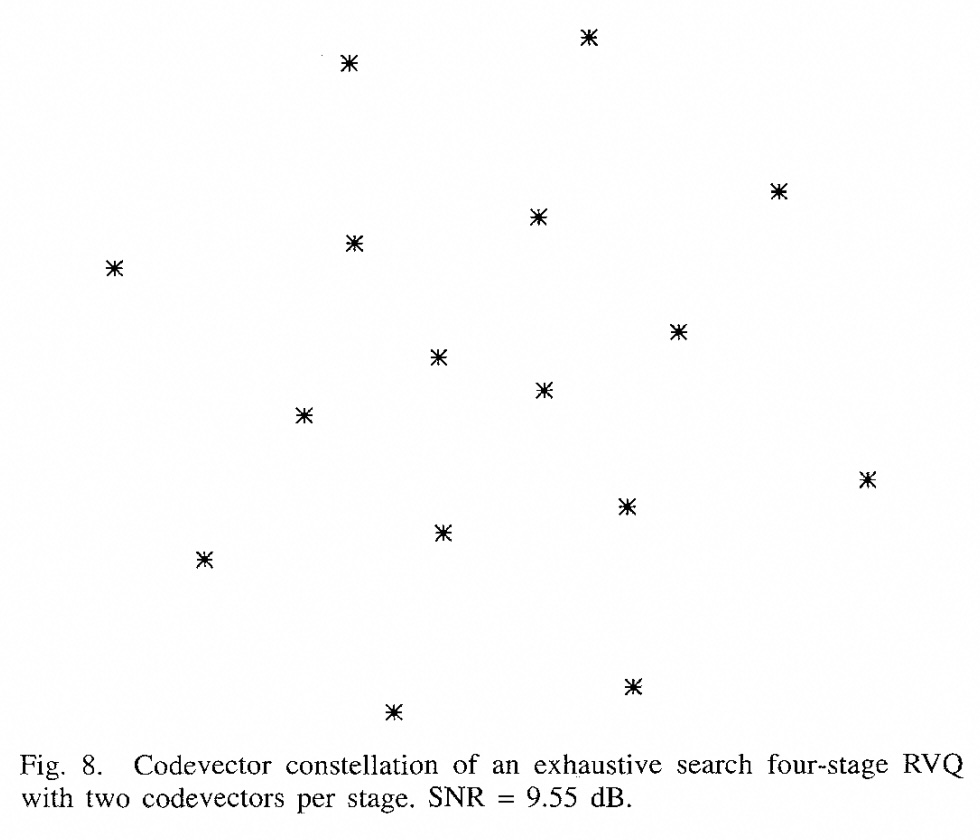 Fig. 8. Codevector constellation of an exhaustive search four-stage RVQ
with two codevectors per stage. SNR = 9.55 dB.